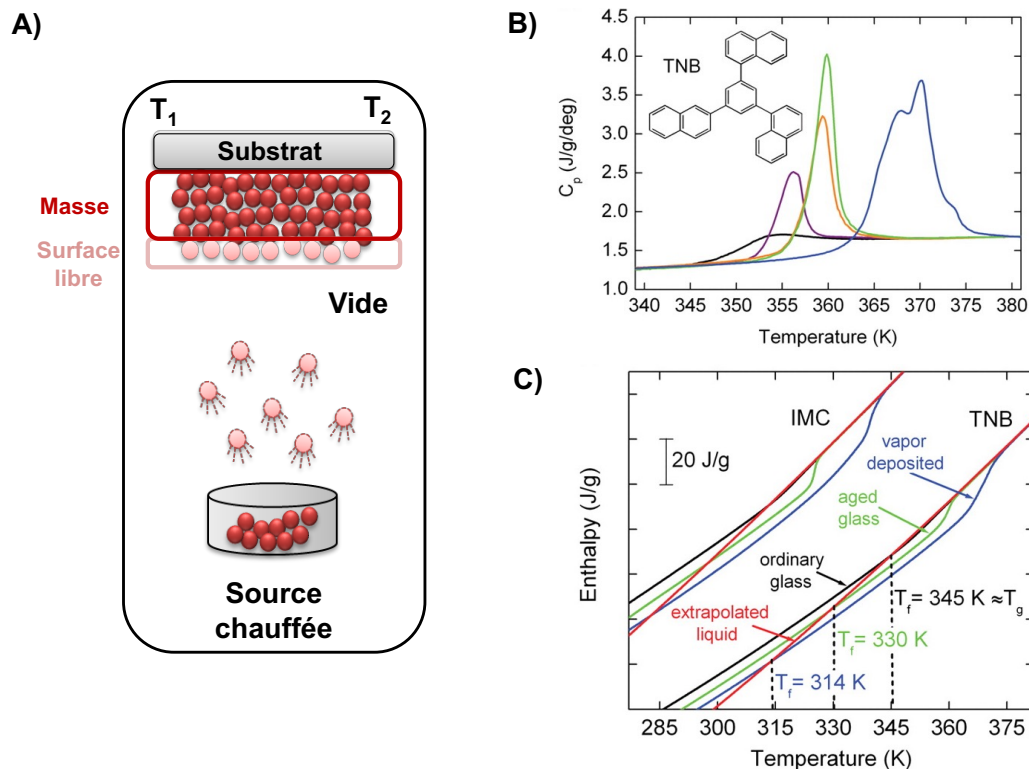 A)
T1 T2
Substrat
Masse
Surface
libre
Vide
Source
chauffée
B)
TNB
Cp (J/g/deg)
4.5
4.0
3.5
3.0
2.5
2.0
1.5
1.0
340 345 350 355 360 365 370 375 380
Temperature (K)
C)
IMC TNB
20 J/g
vapor
deposited
aged
glass
ordinary
glass
extrapolated
liquid
Tf= 345 K ≈Tg
Tf= 330 K
Tf= 314 K
Enthalpy (J/g)
285 300 315 330 345 360 375
Temperature (K)